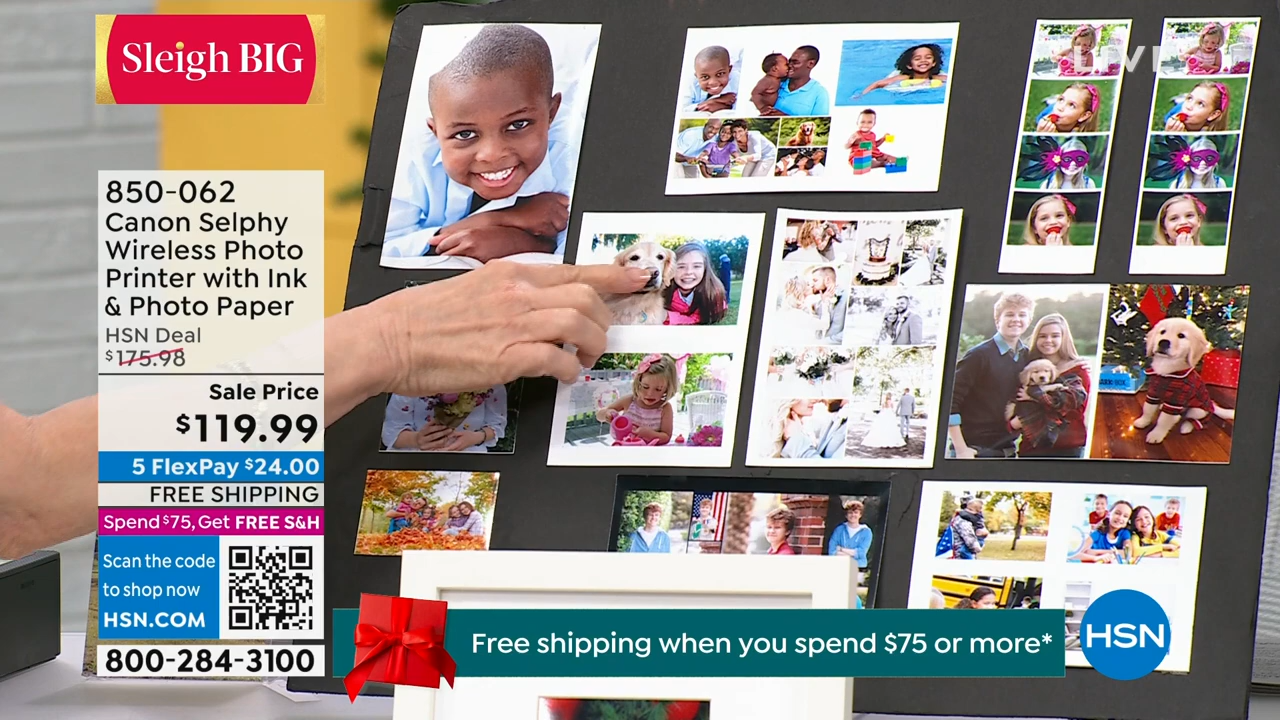 Sleigh BIG
850-062
Canon Selphy
Wireless Photo
Printer with Ink
& Photo Paper
HSN Deal
$175.98
Sale Price
$119.99
5 FlexPay $24.00
FREE SHIPPING
Spend $75, Get FREE S&H
Scan the code
to shop now
HSN.COM
800-284-3100
LIVE
Free shipping when you spend $75 or more*
HSN